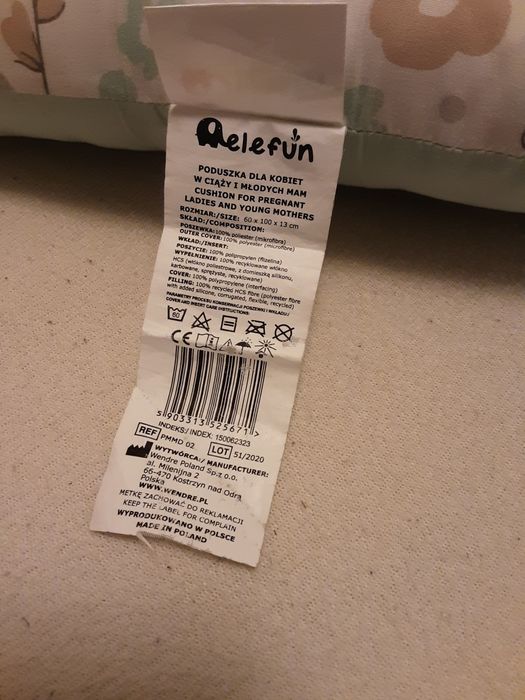 elefun
PODUSZKA DLA KOBIET
W CIĄŻY I MŁODYCH MAM
CUSHION FOR PREGNANT
LADIES AND YOUNG MOTHERS
ROZMIAR:/SIZE: 60 x 100 x 13 cm
SKŁAD:/COMPOSITION:
POSZEWKA: 100% poliester (mikrofibra)
OUTER COVER: 100% polyester (microfibre)
WKŁAD:/INSERT:
POSZYCIE: 100% polipropylen (flizelina)
WYPEŁNIENIE: 100% recyklowane włókno
HCS (włókno poliestrowe, z domieszką silikonu,
karbowane, sprężyste, recyklowane)
COVER: 100% polypropylene (interfacing)
FILLING: 100% recycled HCS fibre (polyester fibre
with added silicone, corrugated, flexible, recycled)
PARAMETRY PROCESU KONSERWACJI POSZEWKI I WKŁADU/
COVER AND INSERT CARE INSTRUCTIONS:
60
CE
5 903313 525671 >
INDEKS:/ INDEX: 150062323
REF PMMD 02 LOT 51/2020
WYTWÓRCA:/ MANUFACTURER:
Wendre Poland Sp.z o.o.
al. Milenijna 2
66-470 Kostrzyn nad Odrą
Polska
WWW.WENDRE.PL
METKĘ ZACHOWAĆ DO REKLAMACJI
KEEP THE LABEL FOR COMPLAIN
WYPRODUKOWANO W POLSCE
MADE IN POLAND